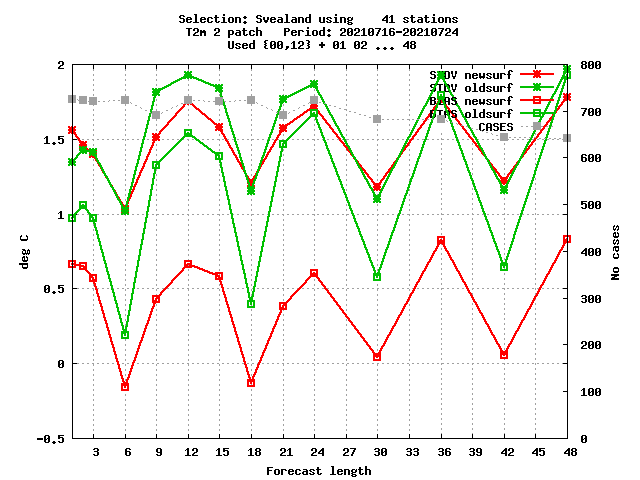 Selection: Svealand using    41 stations
T2m 2 patch   Period: 20210716-20210724
Used {00,12} + 01 02 ... 48
STDV newsurf
STDV oldsurf
BIAS newsurf
BIAS oldsurf
CASES
deg C
2
1.5
1
0.5
0
-0.5
No cases
800
700
600
500
400
300
200
100
0
3 6 9 12 15 18 21 24 27 30 33 36 39 42 45 48
Forecast length